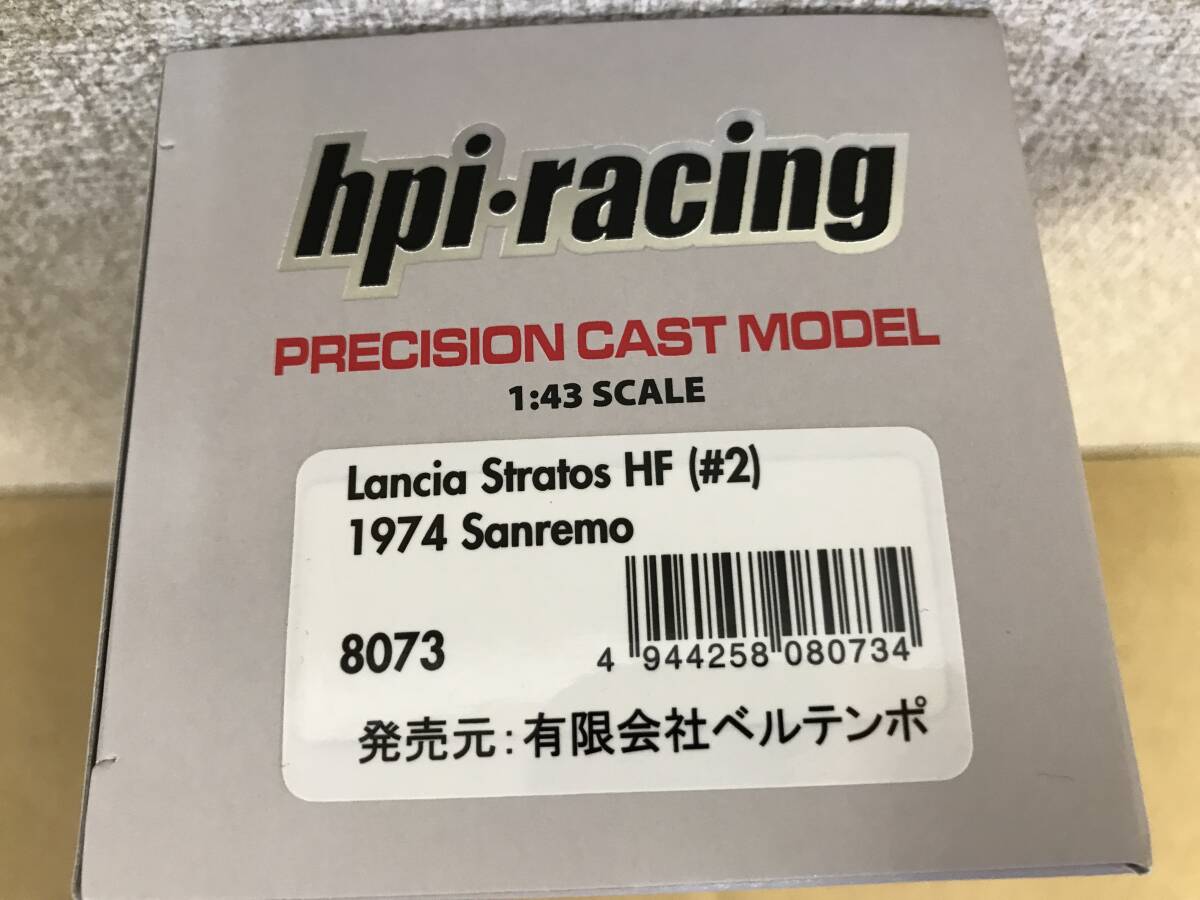 hpi·racing
PRECISION CAST MODEL
1:43 SCALE
Lancia Stratos HF (#2)
1974 Sanremo
8073
4 944258 080734
発売元:有限会社ベルテンポ